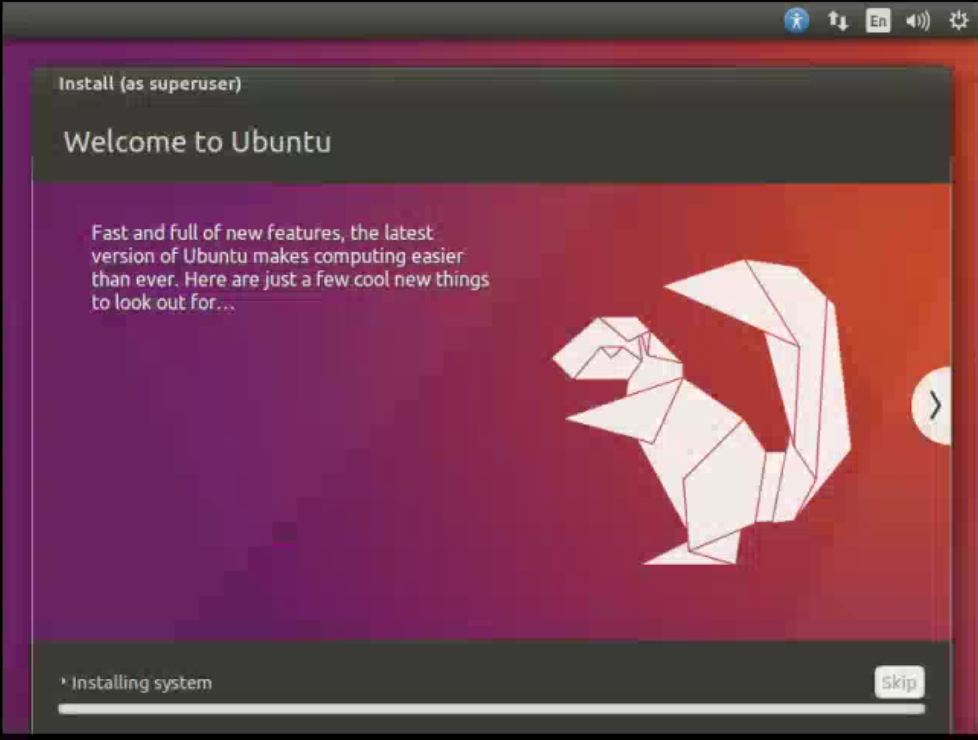 En
Install (as superuser)
Welcome to Ubuntu
Fast and full of new features, the latest
version of Ubuntu makes computing easier
than ever. Here are just a few cool new things
to look out for...
Installing system
Skip